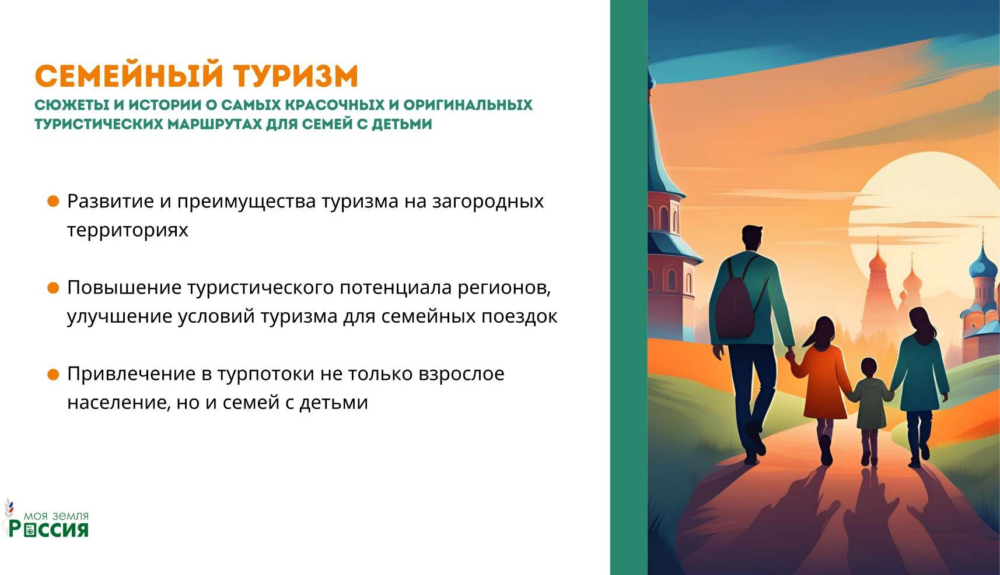 СЕМЕЙНЫЙ ТУРИЗМ
СЮЖЕТЫ И ИСТОРИИ О САМЫХ КРАСОЧНЫХ И ОРИГИНАЛЬНЫХ
ТУРИСТИЧЕСКИХ МАРШРУТАХ ДЛЯ СЕМЕЙ С ДЕТЬМИ
Развитие и преимущества туризма на загородных
территориях
Повышение туристического потенциала регионов,
улучшение условий туризма для семейных поездок
Привлечение в турпотоки не только взрослое
население, но и семей с детьми
МОЯ ЗЕМЛЯ
РОССИЯ